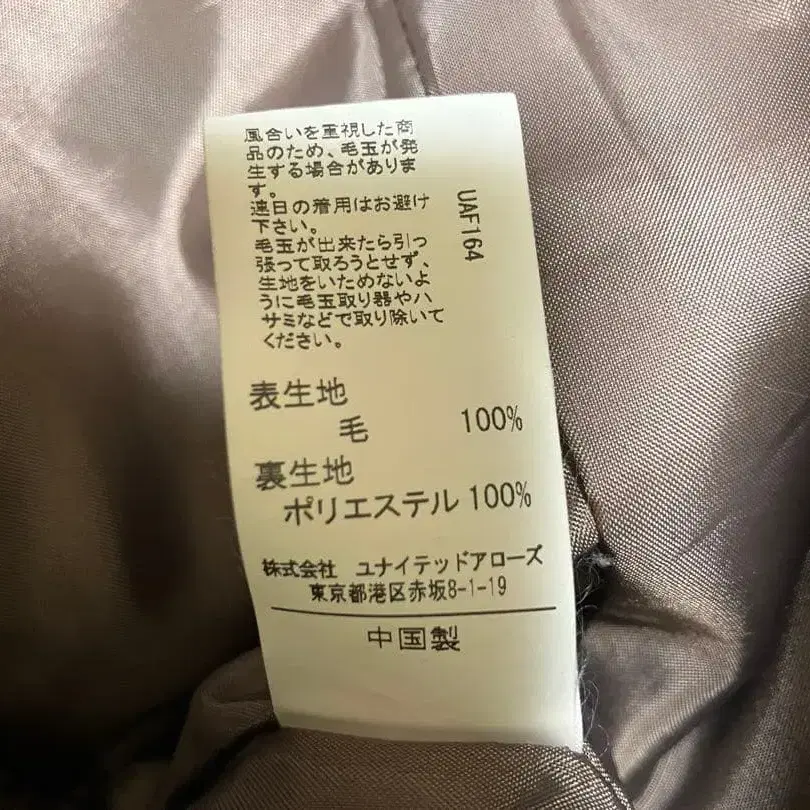 風合いを重視した商
品のため、毛玉が発
生する場合がありま
す。
連日の着用はお避け
下さい。
毛玉が出来たら引っ
張って取ろうとせず、
生地をいためないよ
うに毛玉取り器やハ
サミなどで取り除いて
ください。
UAF164
表生地
毛 100%
裏生地
ポリエステル 100%
株式会社 ユナイテッドアローズ
東京都港区赤坂8-1-19
中国製